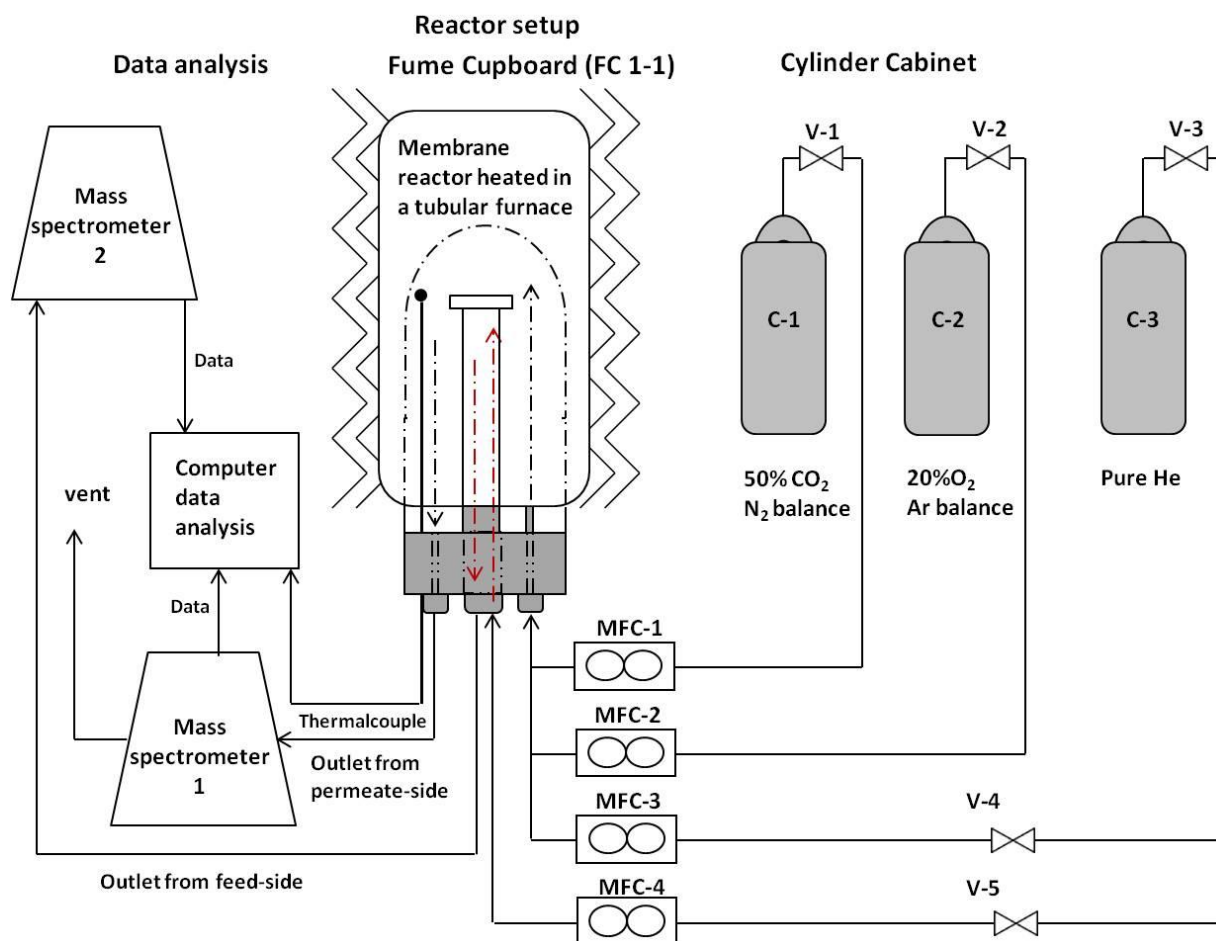 Reactor setup
Data analysis
Fume Cupboard (FC 1-1)
Cylinder Cabinet
Mass
spectrometer
2
Membrane
reactor heated in
a tubular furnace
V-1
V-2
V-3
C-1
C-2
C-3
Data
50% CO₂
N₂ balance
20%O₂
Ar balance
Pure He
Computer
data
analysis
vent
Data
Mass
spectrometer
1
Thermalcouple
Outlet from
permeate-side
Outlet from feed-side
MFC-1
MFC-2
MFC-3
V-4
MFC-4
V-5